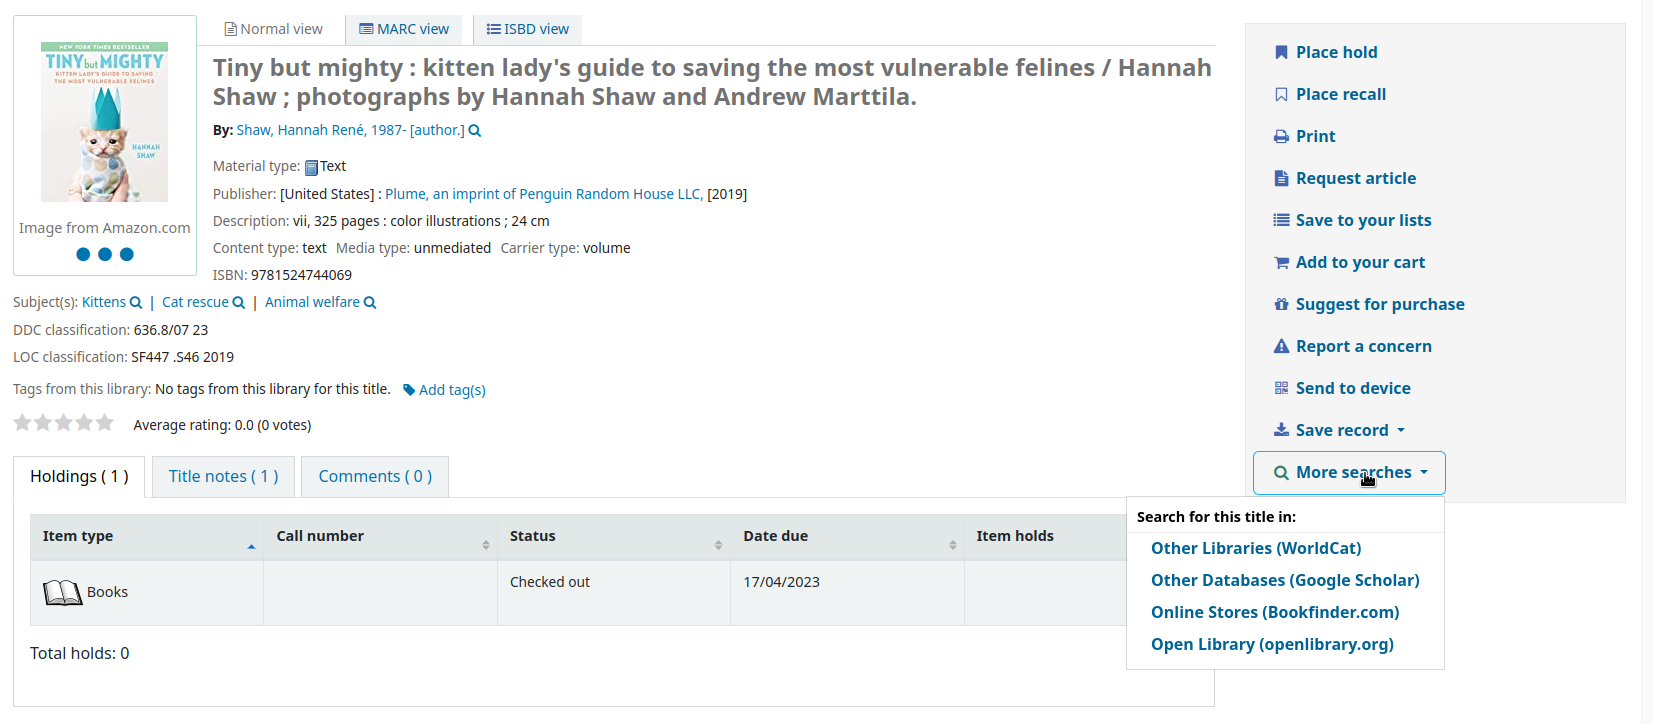 NEW YORK TIMES BESTSELLER
TINY but MIGHTY
KITTEN LADY'S GUIDE TO SAVING
THE MOST VULNERABLE FELINES
HANNAH
SHAW
Image from Amazon.com
Normal view MARC view ISBD view
Tiny but mighty : kitten lady's guide to saving the most vulnerable felines / Hannah
Shaw ; photographs by Hannah Shaw and Andrew Marttila.
By: Shaw, Hannah René, 1987- [author.]
Material type: Text
Publisher: [United States] : Plume, an imprint of Penguin Random House LLC, [2019]
Description: vii, 325 pages : color illustrations ; 24 cm
Content type: text Media type: unmediated Carrier type: volume
ISBN: 9781524744069
Subject(s): Kittens | Cat rescue | Animal welfare
DDC classification: 636.8/07 23
LOC classification: SF447 .S46 2019
Tags from this library: No tags from this library for this title. Add tag(s)
Average rating: 0.0 (0 votes)
Holdings ( 1 ) Title notes ( 1 ) Comments ( 0 )
Item type Call number Status Date due Item holds
Books Checked out 17/04/2023
Total holds: 0
Place hold
Place recall
Print
Request article
Save to your lists
Add to your cart
Suggest for purchase
Report a concern
Send to device
Save record
More searches
Search for this title in:
Other Libraries (WorldCat)
Other Databases (Google Scholar)
Online Stores (Bookfinder.com)
Open Library (openlibrary.org)